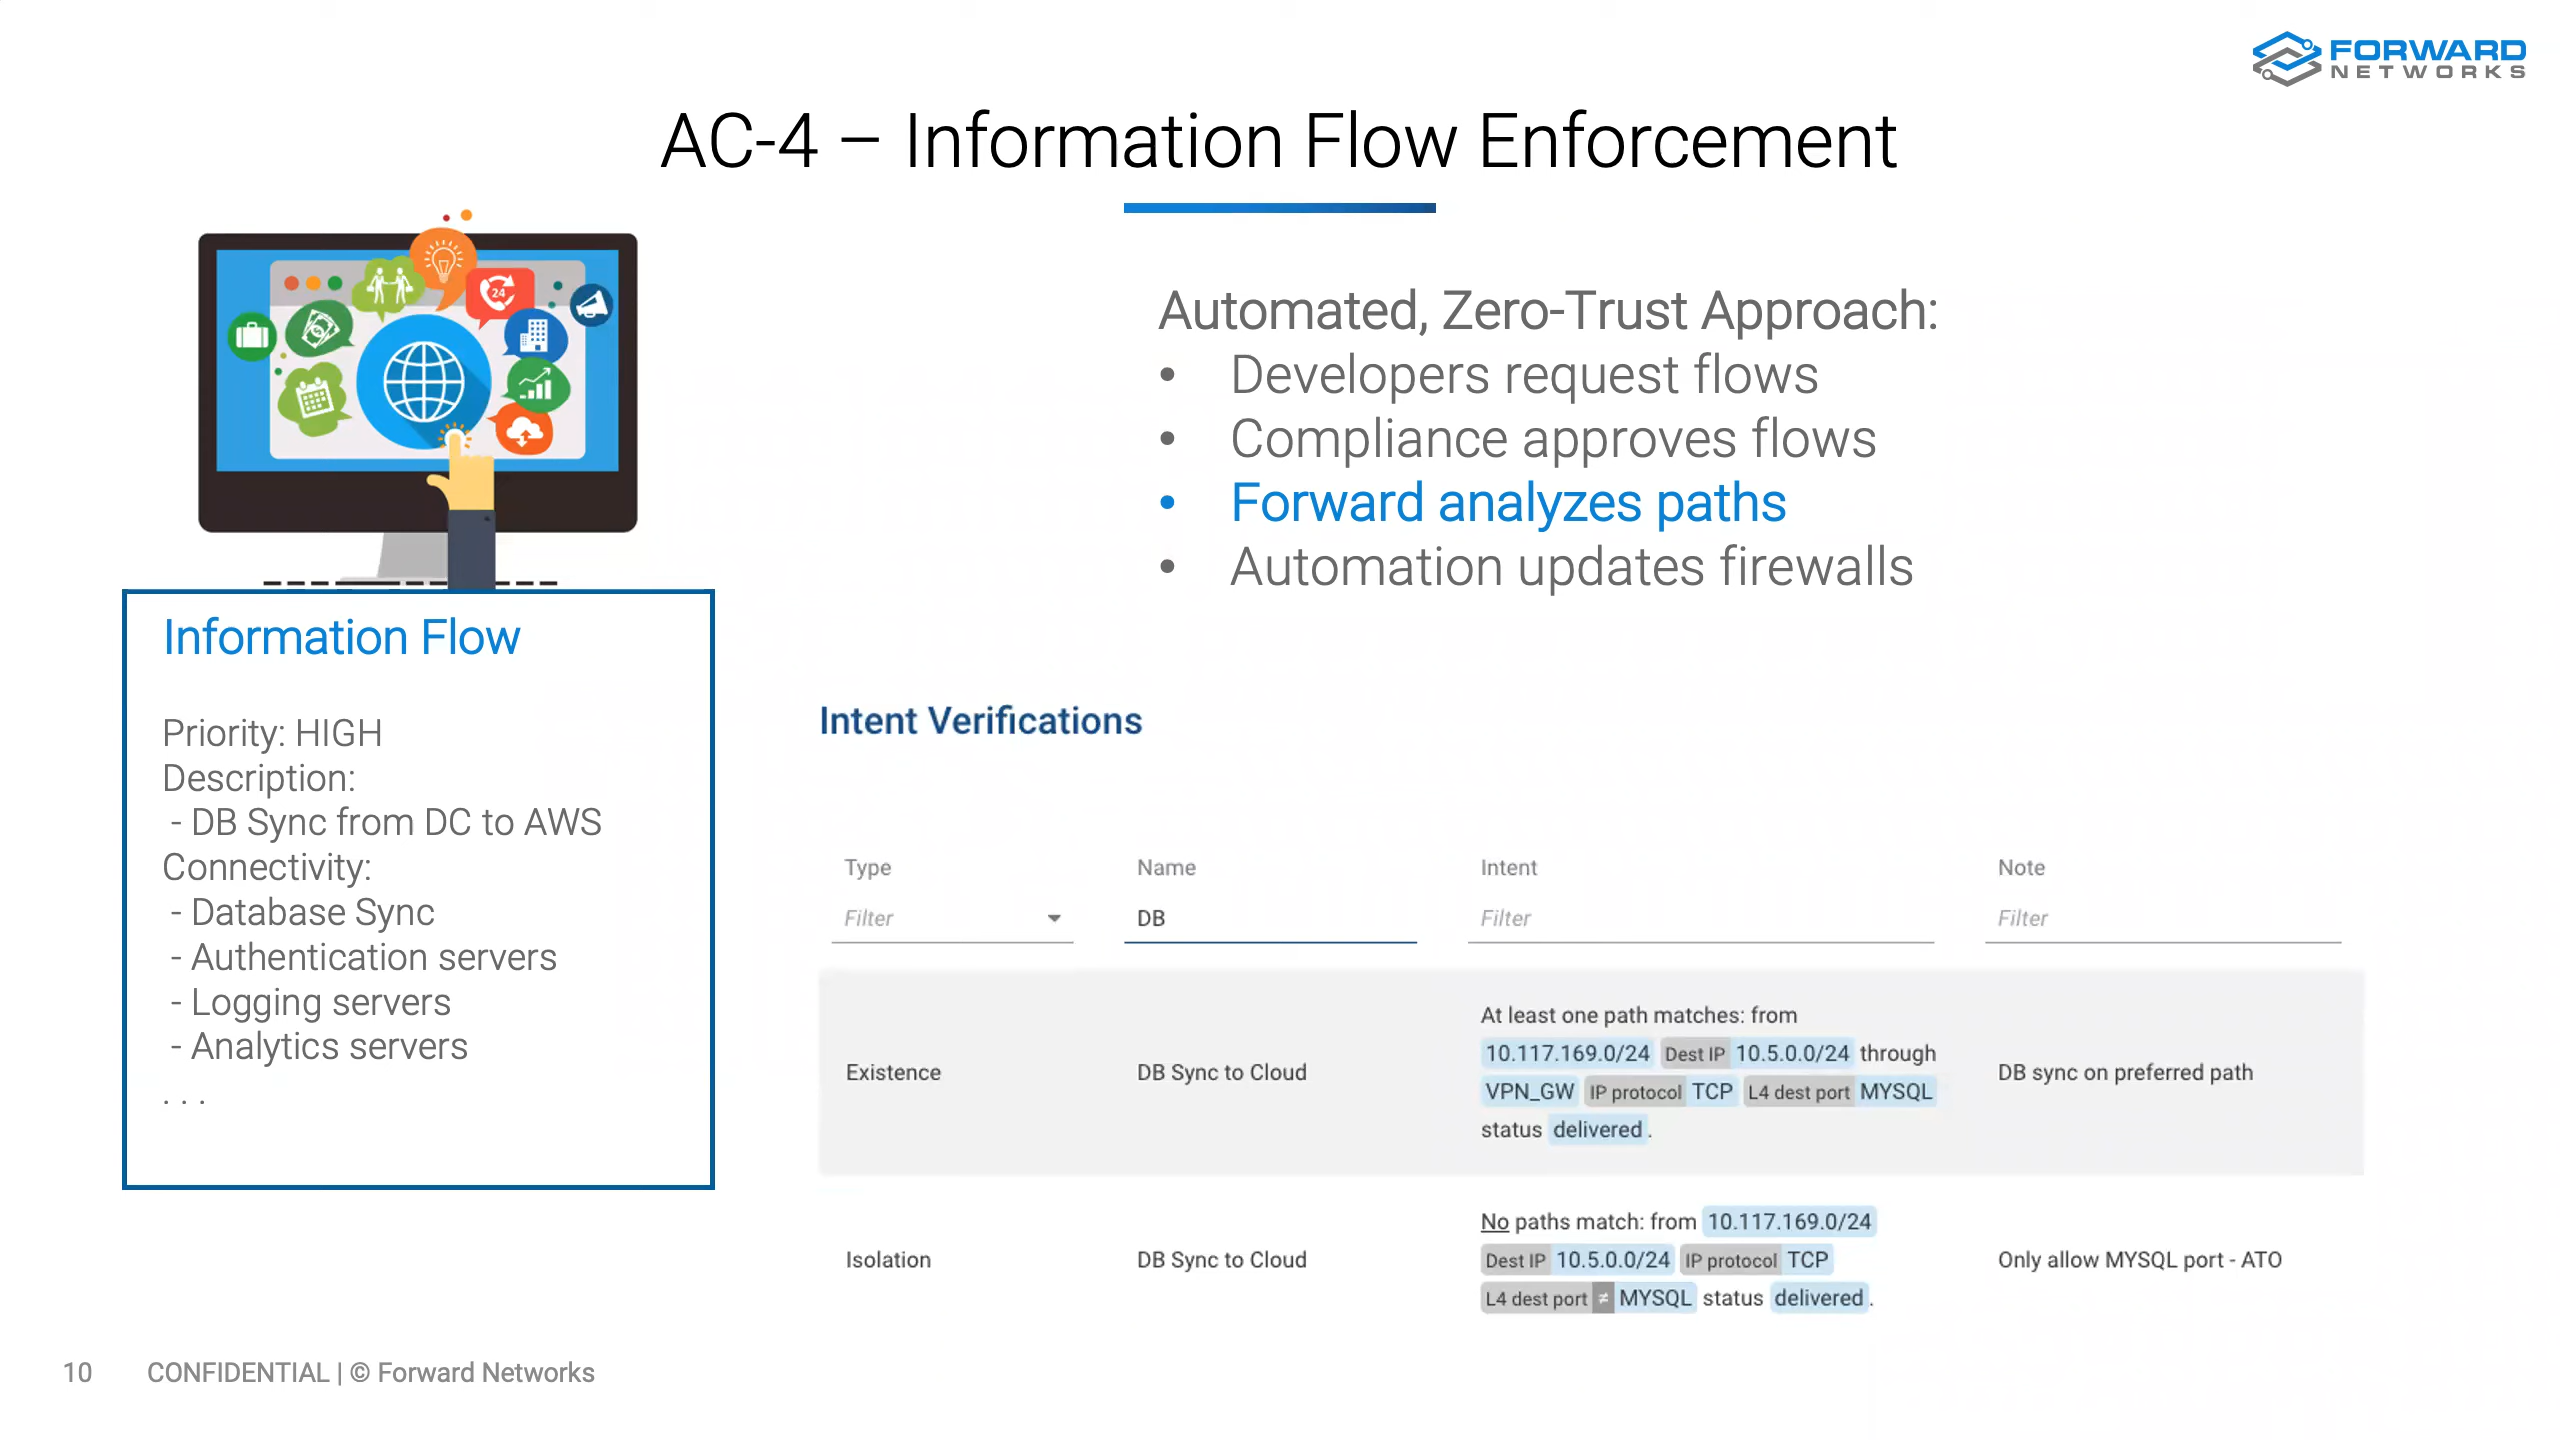 FORWARD
NETWORKS
AC-4 – Information Flow Enforcement
24
Automated, Zero-Trust Approach:
• Developers request flows
• Compliance approves flows
• Forward analyzes paths
• Automation updates firewalls
Information Flow
Priority: HIGH
Description:
- DB Sync from DC to AWS
Connectivity:
- Database Sync
- Authentication servers
- Logging servers
- Analytics servers
. . .
Intent Verifications
Type Name Intent Note
Filter DB Filter Filter
At least one path matches: from
10.117.169.0/24 Dest IP 10.5.0.0/24 through
Existence DB Sync to Cloud DB sync on preferred path
VPN_GW IP protocol TCP L4 dest port MYSQL
status delivered.
No paths match: from 10.117.169.0/24
Isolation DB Sync to Cloud Dest IP 10.5.0.0/24 IP protocol TCP Only allow MYSQL port - ATO
L4 dest port ≠ MYSQL status delivered.
10 CONFIDENTIAL | © Forward Networks